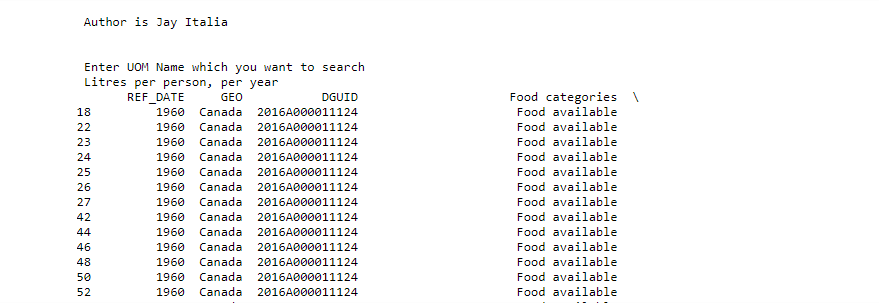 Author is Jay Italia
Enter UOM Name which you want to search
Litres per person, per year
REF_DATE GEO DGUID Food categories \
18 1960 Canada 2016A000011124 Food available
22 1960 Canada 2016A000011124 Food available
23 1960 Canada 2016A000011124 Food available
24 1960 Canada 2016A000011124 Food available
25 1960 Canada 2016A000011124 Food available
26 1960 Canada 2016A000011124 Food available
27 1960 Canada 2016A000011124 Food available
42 1960 Canada 2016A000011124 Food available
44 1960 Canada 2016A000011124 Food available
46 1960 Canada 2016A000011124 Food available
48 1960 Canada 2016A000011124 Food available
50 1960 Canada 2016A000011124 Food available
52 1960 Canada 2016A000011124 Food available